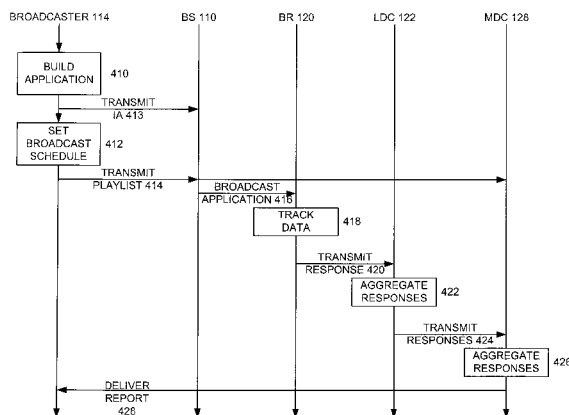 BROADCASTER 114 BS 110 BR 120 LDC 122 MDC 128
BUILD
APPLICATION
410
TRANSMIT
IA 413
SET
BROADCAST
SCHEDULE
412
TRANSMIT
PLAYLIST 414
BROADCAST
APPLICATION 416
TRACK
DATA
418
TRANSMIT
RESPONSE 420
AGGREGATE
RESPONSES
422
TRANSMIT
RESPONSES 424
AGGREGATE
RESPONSES
426
DELIVER
REPORT
428